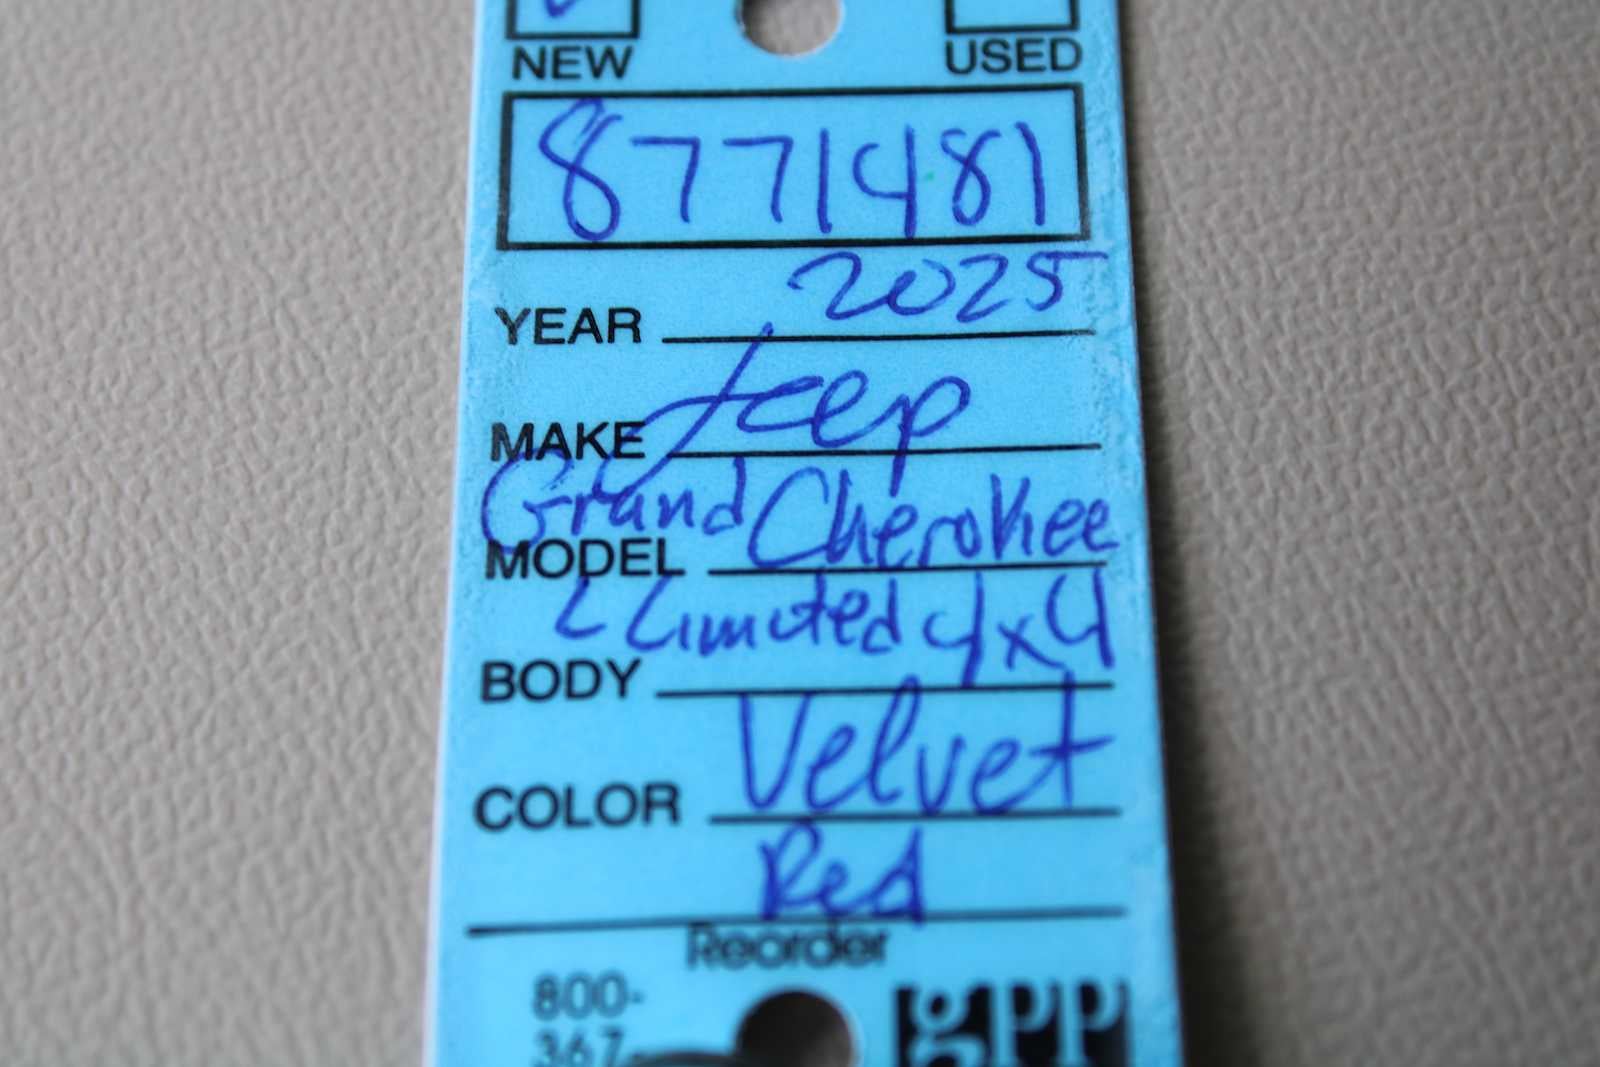 NEW USED
8771481
YEAR 2025
MAKE Jeep
Grand Cherokee
MODEL
L Limited 4x4
BODY
COLOR Velvet
Red
Reorder
800-
367-
gpp